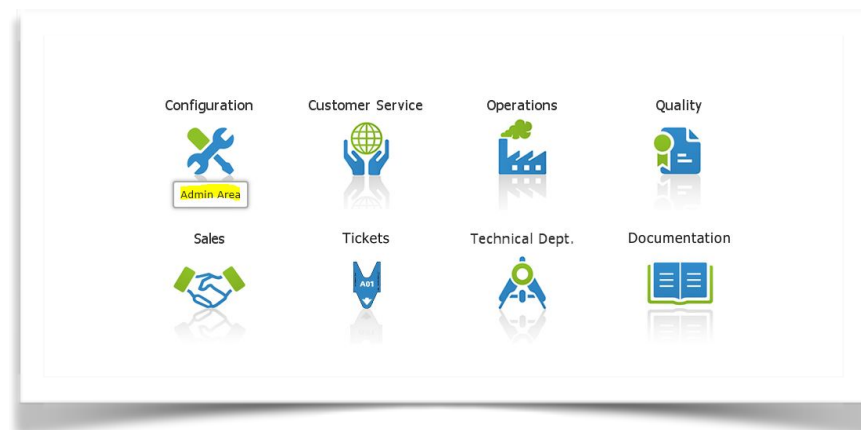 Configuration
Customer Service
Operations
Quality
Admin Area
Sales
Tickets
Technical Dept.
Documentation
A01